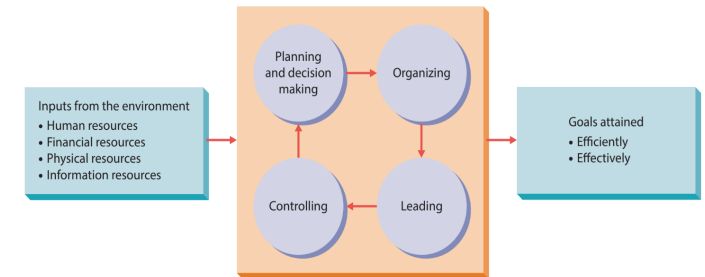 Inputs from the environment
• Human resources
• Financial resources
• Physical resources
• Information resources
Planning
and decision
making
Organizing
Controlling
Leading
Goals attained
• Efficiently
• Effectively